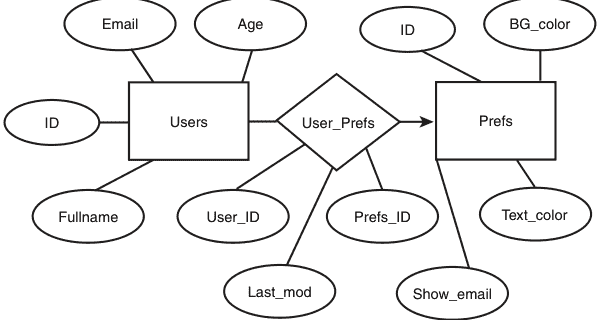 Email
Age
ID
BG_color
ID
Users
User_Prefs
Prefs
Fullname
User_ID
Prefs_ID
Text_color
Last_mod
Show_email